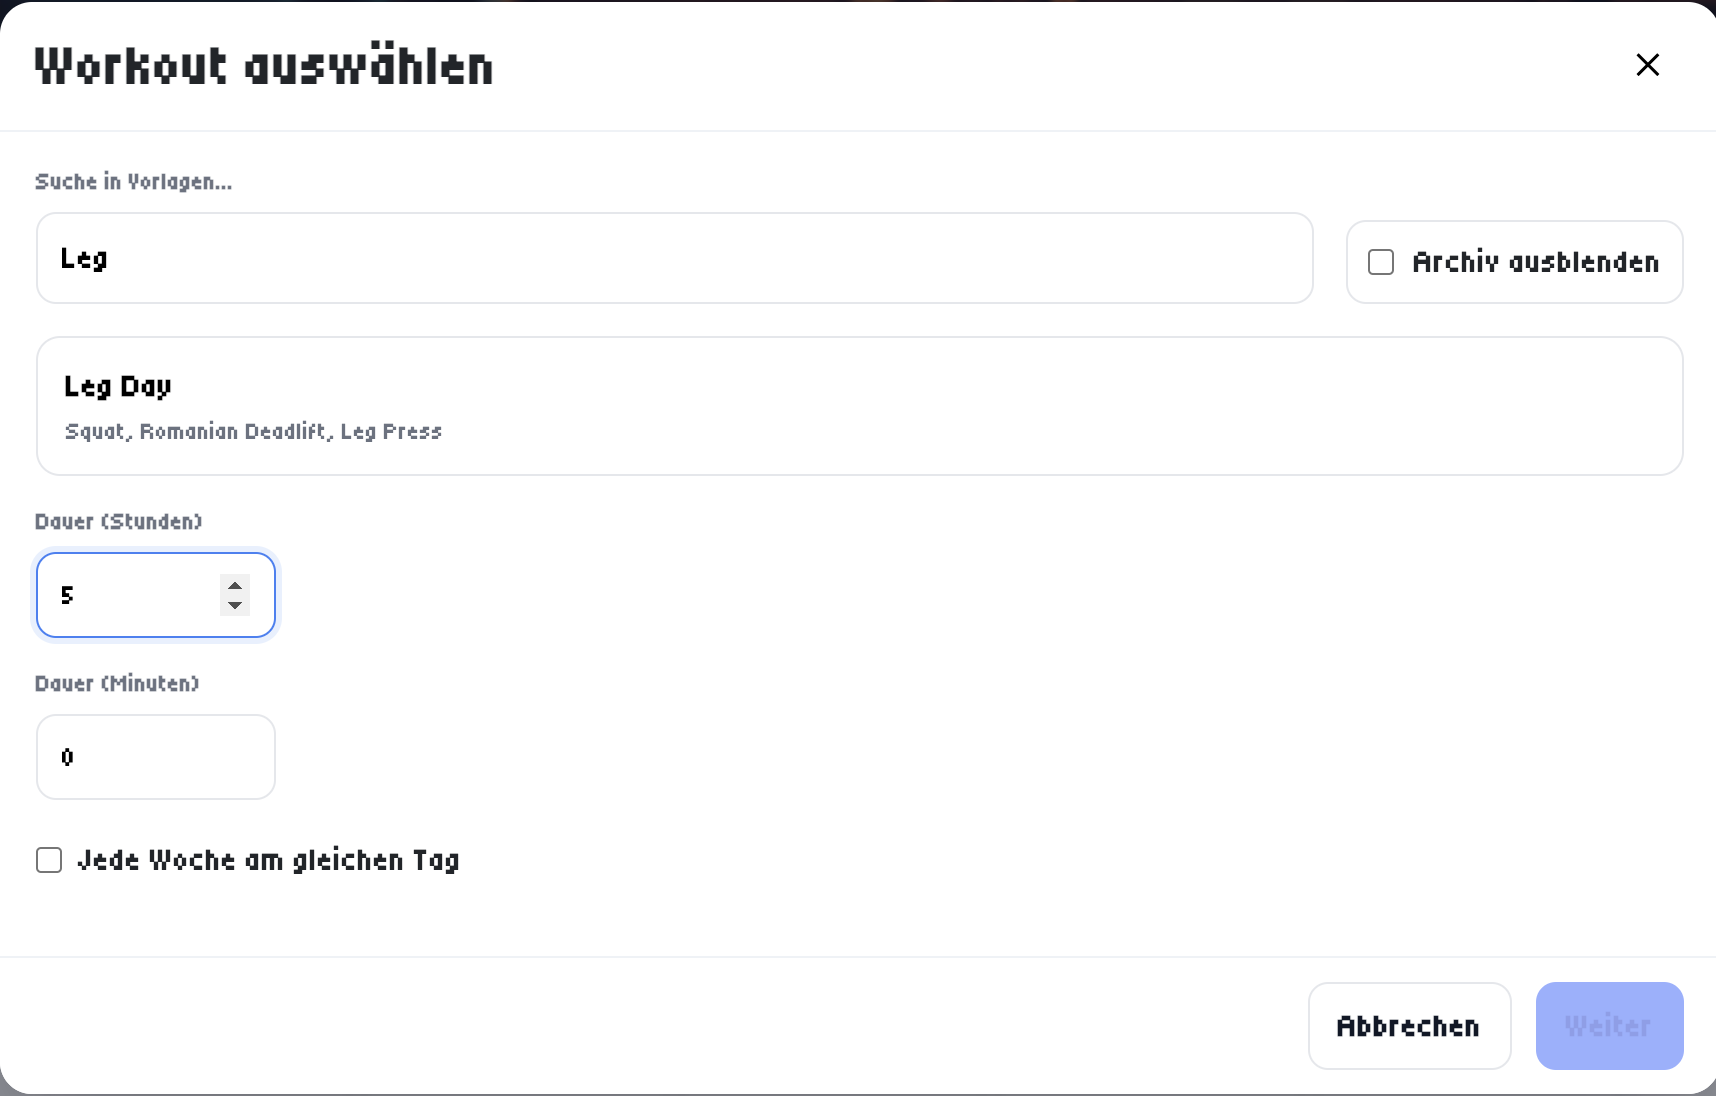 Workout auswählen
Suche in Vorlagen...
Leg
Archiv ausblenden
Leg Day
Squat, Romanian Deadlift, Leg Press
Dauer (Stunden)
5
Dauer (Minuten)
0
Jede Woche am gleichen Tag
Abbrechen
Weiter